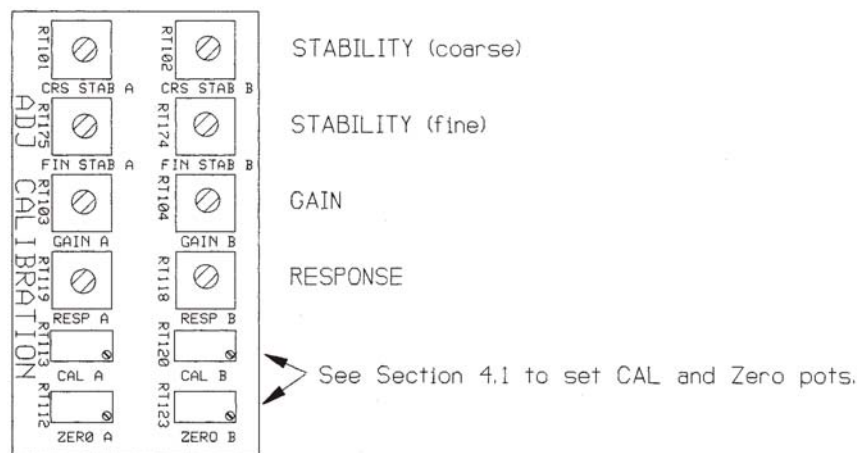 RT101
RT102
STABILITY (coarse)
CRS STAB A
CRS STAB B
ADJ CALIBRATION
RT175
RT174
STABILITY (fine)
FIN STAB A
FIN STAB B
RT103
RT104
GAIN
GAIN A
GAIN B
RT119
RT118
RESPONSE
RESP A
RESP B
RT113
RT120
CAL A
CAL B
See Section 4.1 to set CAL and Zero pots.
RT112
RT123
ZERO A
ZERO B